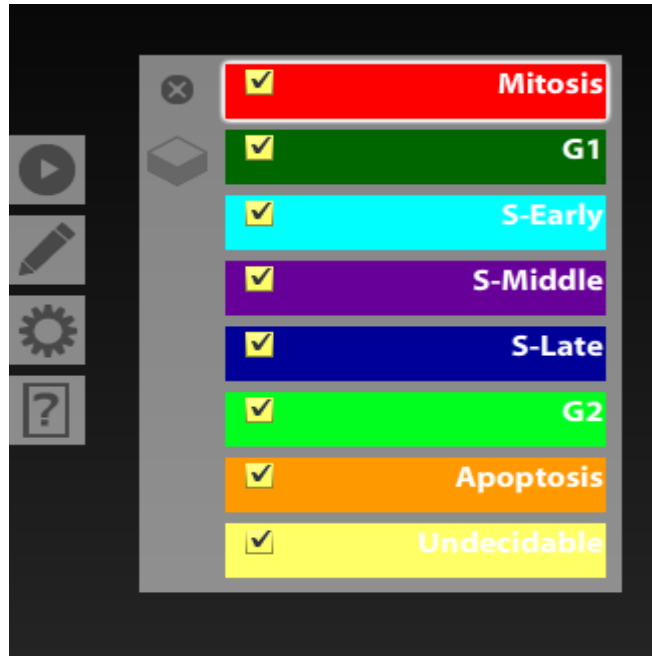 Mitosis
G1
S-Early
S-Middle
S-Late
G2
?
Apoptosis
Undecidable